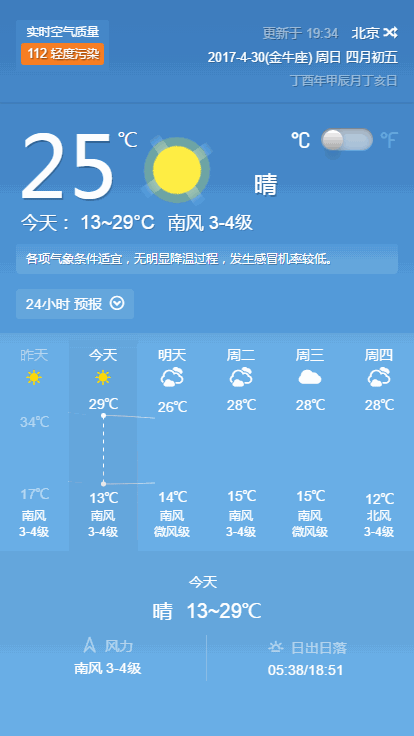 实时空气质量
112 轻度污染
更新于 19:34 北京
2017-4-30(金牛座) 周日 四月初五
丁酉年甲辰月丁亥日
25℃
℃ ℉
晴
今天： 13~29°C 南风 3-4级
各项气象条件适宜，无明显降温过程，发生感冒机率较低。
24小时 预报
昨天 今天 明天 周二 周三 周四
29℃ 26℃ 28℃ 28℃ 28℃
34℃
17℃ 13℃ 14℃ 15℃ 15℃ 12℃
南风 南风 南风 南风 南风 北风
3-4级 3-4级 微风级 3-4级 微风级 3-4级
今天
晴 13~29℃
风力 日出日落
南风 3-4级 05:38/18:51